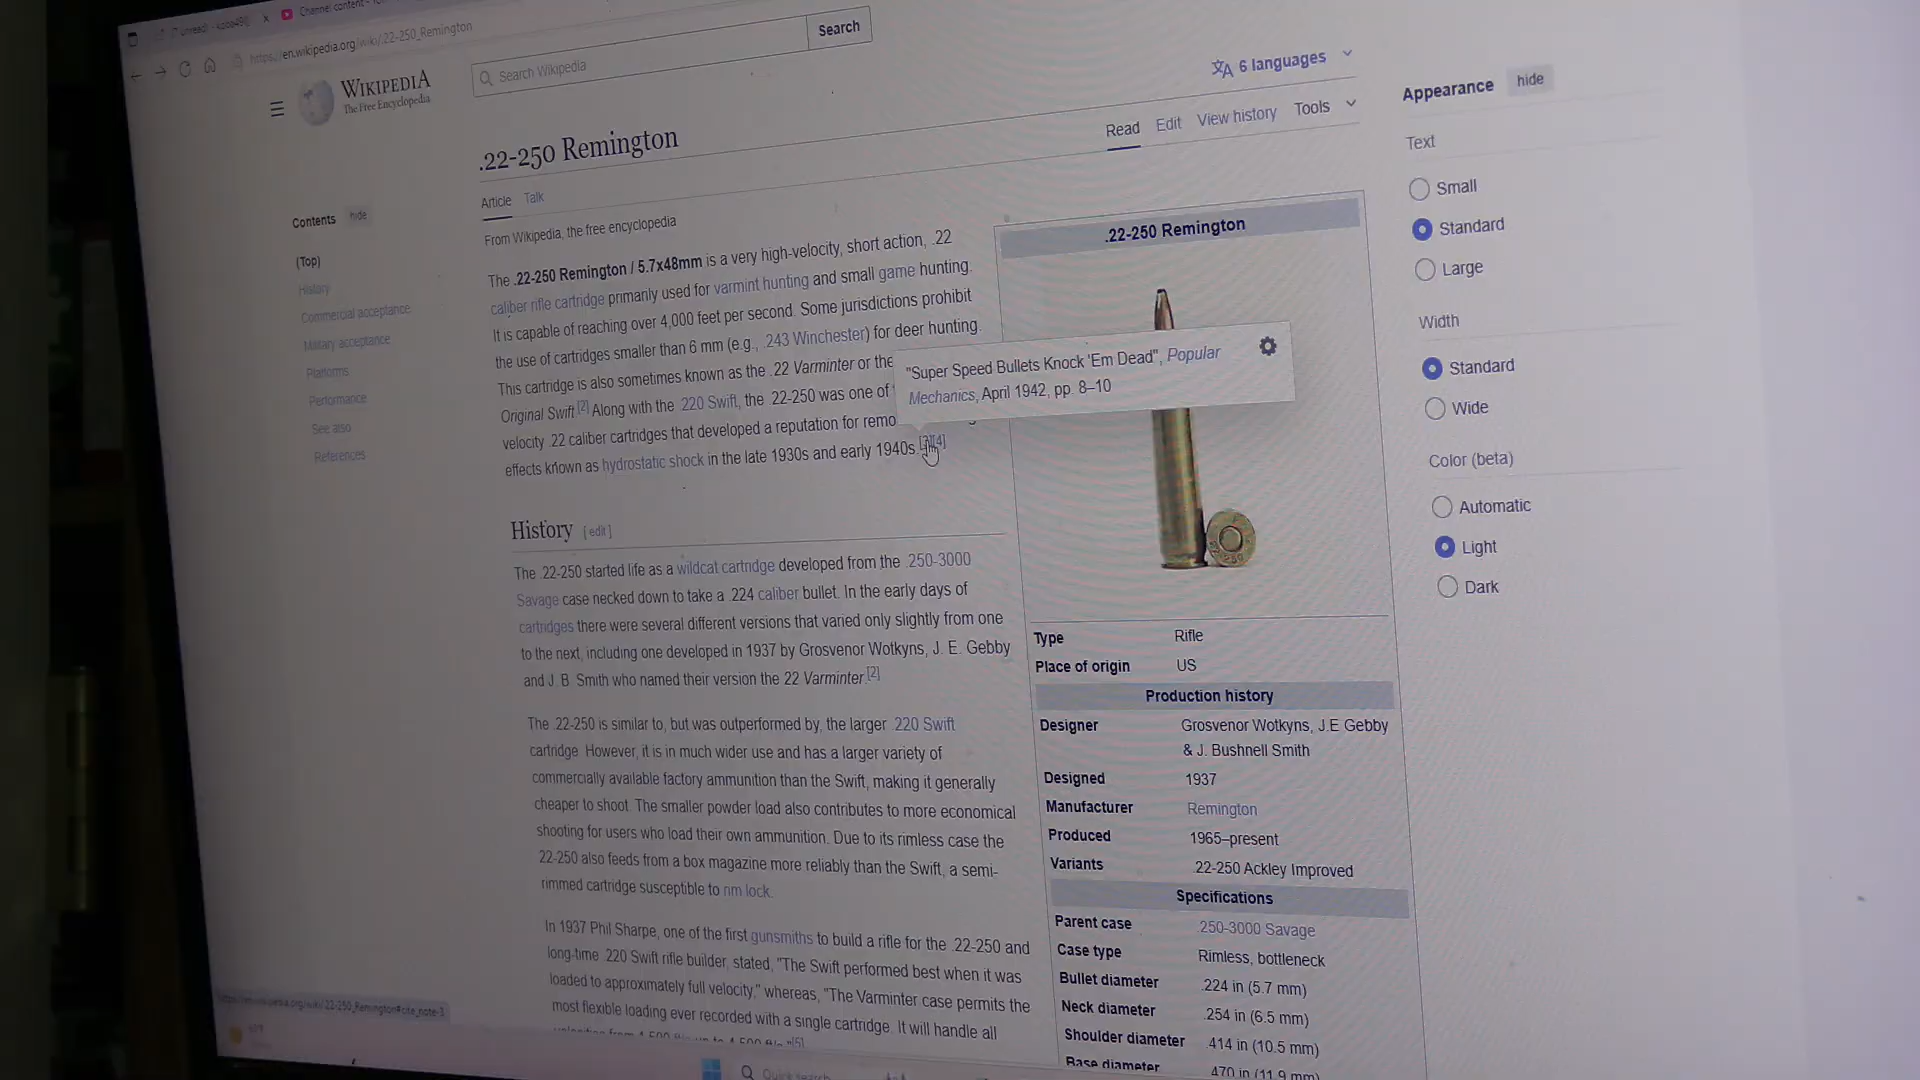 Channel content
https://en.wikipedia.org/wiki/.22-250_Remington
WIKIPEDIA
The Free Encyclopedia
Search Wikipedia
Search
6 languages
.22-250 Remington
Read Edit View history Tools
Article Talk
From Wikipedia, the free encyclopedia
Contents hide
(Top)
History
Commercial acceptance
Military acceptance
Platforms
Performance
See also
References
The .22-250 Remington / 5.7x48mm is a very high-velocity, short action, .22
caliber rifle cartridge primarily used for varmint hunting and small game hunting.
It is capable of reaching over 4,000 feet per second. Some jurisdictions prohibit
the use of cartridges smaller than 6 mm (e.g., .243 Winchester) for deer hunting.
This cartridge is also sometimes known as the .22 Varminter or the
Original Swift.[2] Along with the .220 Swift, the .22-250 was one of
velocity .22 caliber cartridges that developed a reputation for remo
effects known as hydrostatic shock in the late 1930s and early 1940s.[3][4]
"Super Speed Bullets Knock 'Em Dead", Popular
Mechanics, April 1942, pp. 8–10
History [ edit ]
The .22-250 started life as a wildcat cartridge developed from the .250-3000
Savage case necked down to take a .224 caliber bullet. In the early days of
cartridges there were several different versions that varied only slightly from one
to the next, including one developed in 1937 by Grosvenor Wotkyns, J. E. Gebby
and J. B. Smith who named their version the 22 Varminter.[2]
The .22-250 is similar to, but was outperformed by, the larger .220 Swift
cartridge. However, it is in much wider use and has a larger variety of
commercially available factory ammunition than the Swift, making it generally
cheaper to shoot. The smaller powder load also contributes to more economical
shooting for users who load their own ammunition. Due to its rimless case the
.22-250 also feeds from a box magazine more reliably than the Swift, a semi-
rimmed cartridge susceptible to rim lock.
In 1937 Phil Sharpe, one of the first gunsmiths to build a rifle for the .22-250 and
long-time .220 Swift rifle builder, stated, "The Swift performed best when it was
loaded to approximately full velocity," whereas, "The Varminter case permits the
most flexible loading ever recorded with a single cartridge. It will handle all
.22-250 Remington
Type Rifle
Place of origin US
Production history
Designer Grosvenor Wotkyns, J.E Gebby
& J. Bushnell Smith
Designed 1937
Manufacturer Remington
Produced 1965–present
Variants .22-250 Ackley Improved
Specifications
Parent case .250-3000 Savage
Case type Rimless, bottleneck
Bullet diameter .224 in (5.7 mm)
Neck diameter .254 in (6.5 mm)
Shoulder diameter .414 in (10.5 mm)
Base diameter .470 in (11.9 mm)
Appearance hide
Text
Small
Standard
Large
Width
Standard
Wide
Color (beta)
Automatic
Light
Dark
https://en.wikipedia.org/wiki/.22-250_Remington#cite_note-3
Quick search